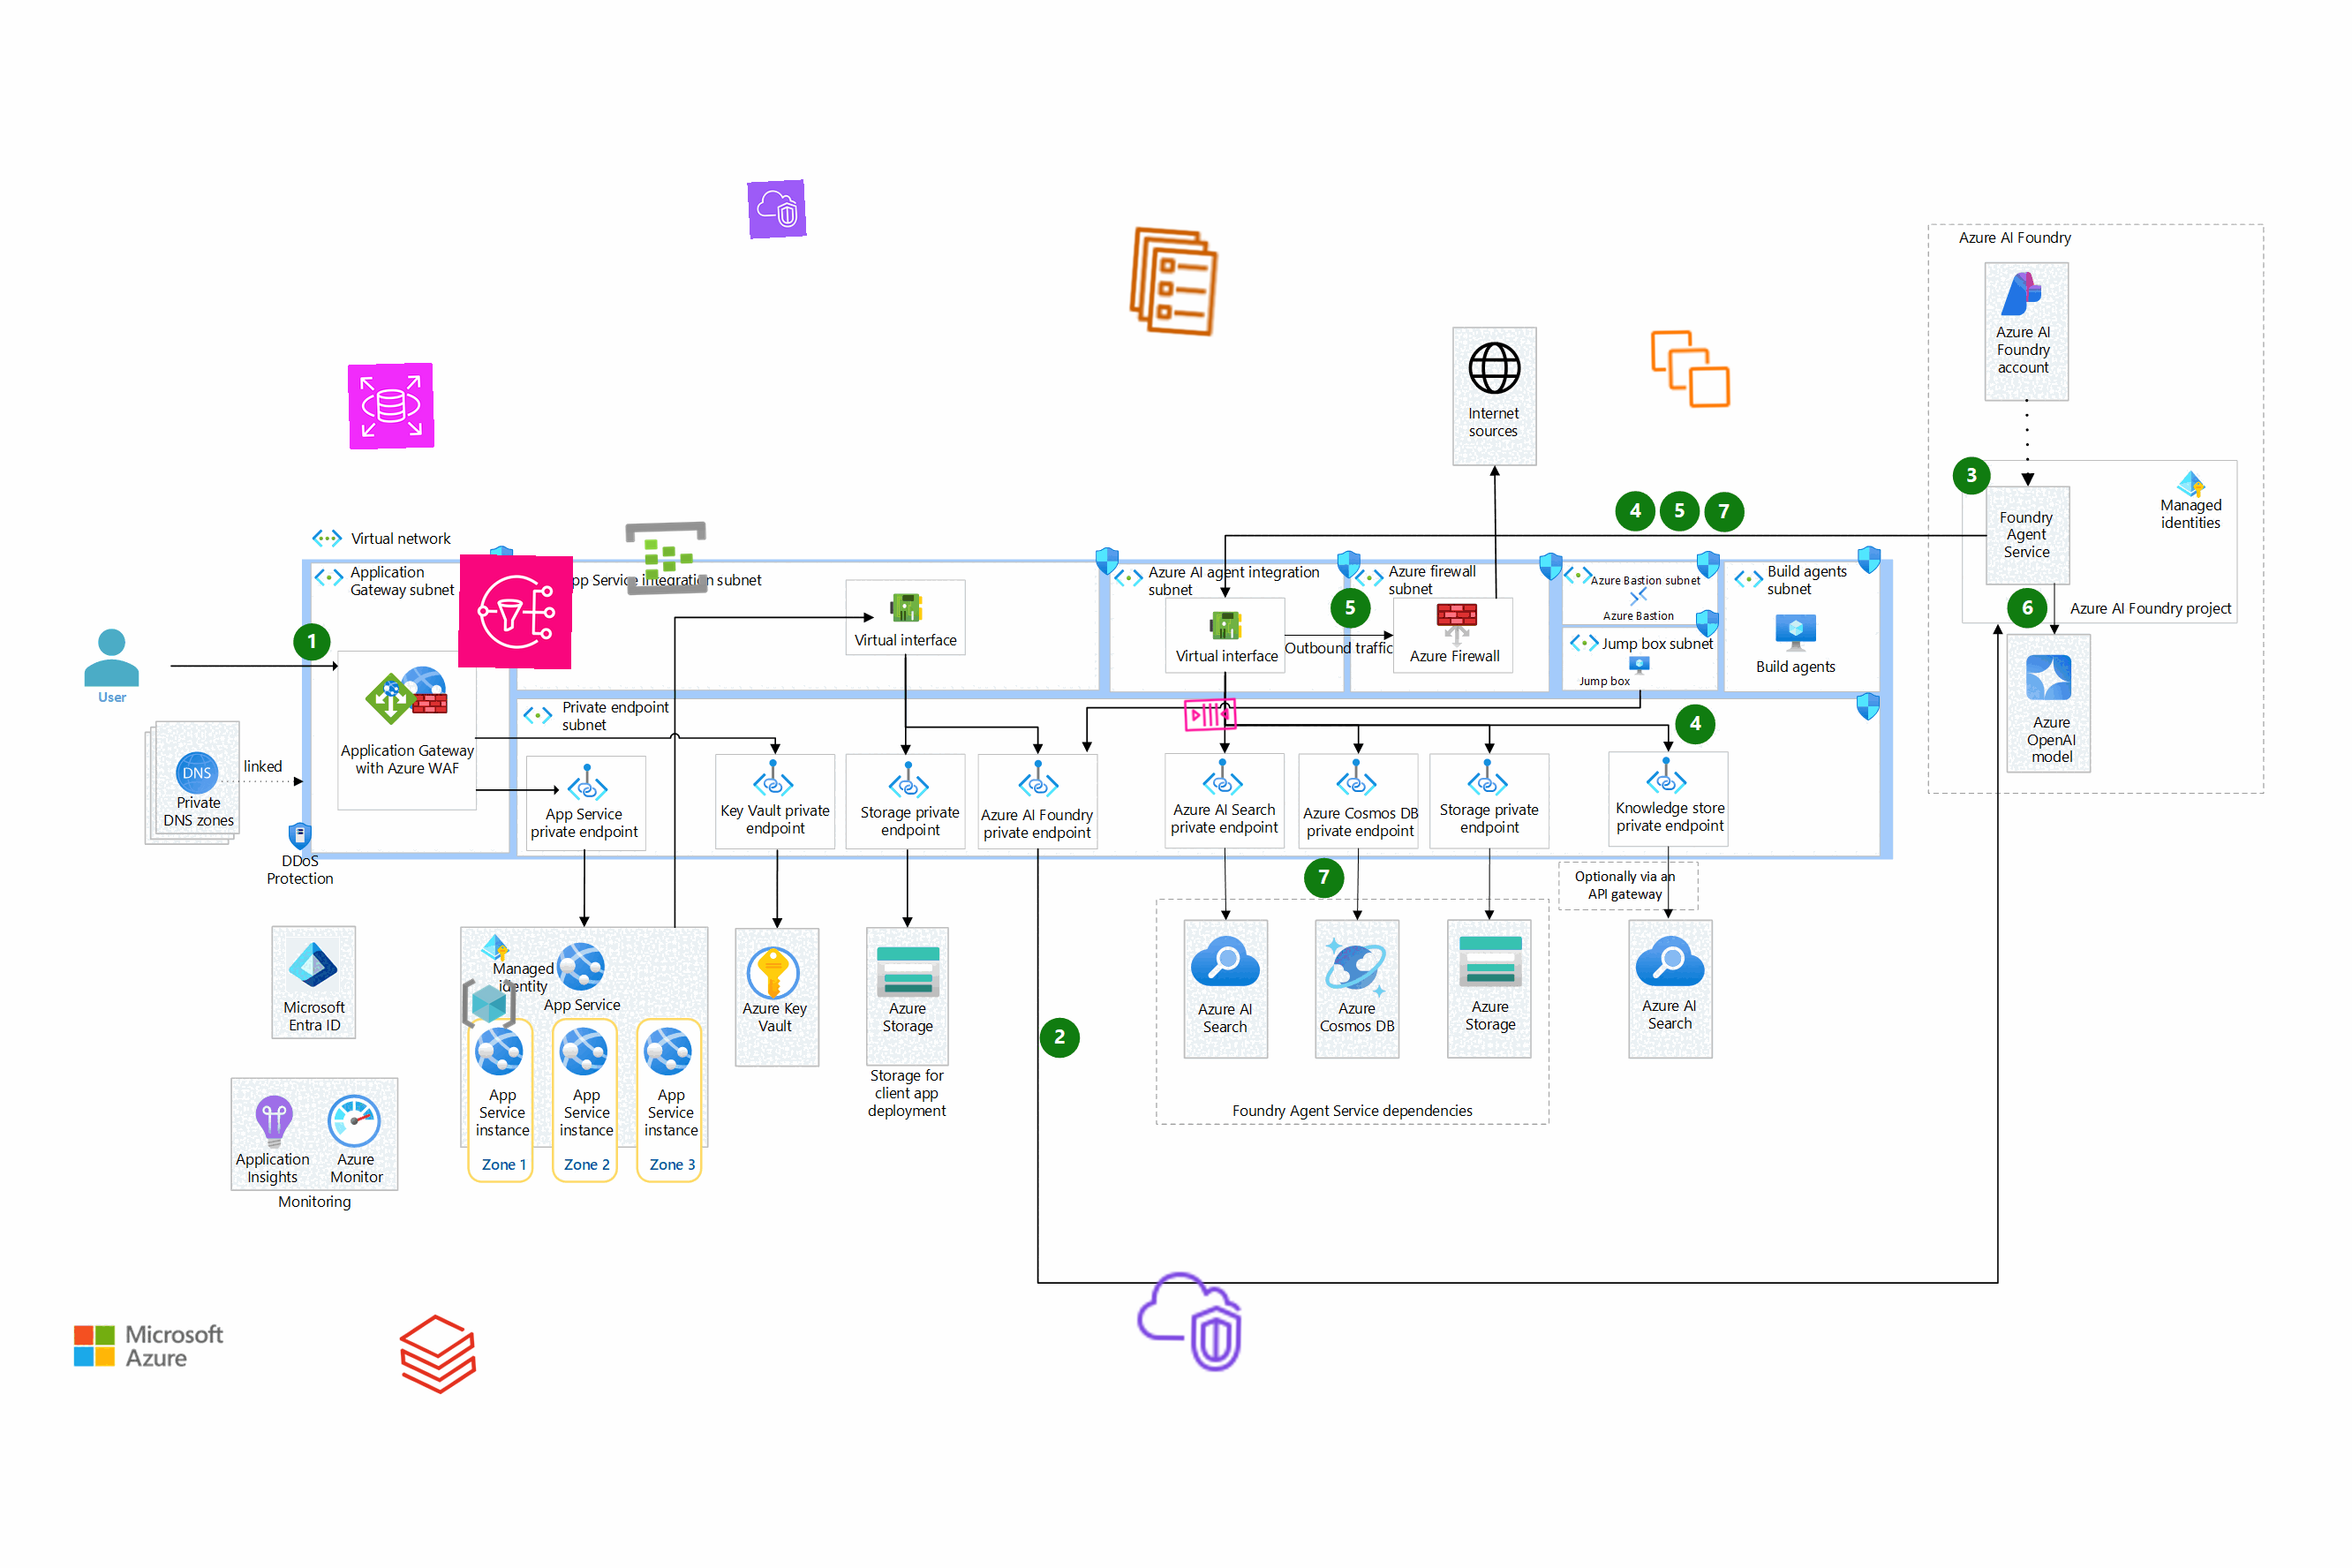 Azure AI Foundry
Azure AI
Foundry
account
Internet
sources
3
Managed
identities
4 5 7
Foundry
Agent
Service
Virtual network
Application
Gateway subnet
pp Service integration subnet
Azure AI agent integration
subnet
Azure firewall
subnet
Azure Bastion subnet
Azure Bastion
Build agents
subnet
5
6
Azure AI Foundry project
1
Virtual interface
Virtual interface
Outbound traffic
Azure Firewall
Jump box subnet
Jump box
Build agents
User
Private endpoint
subnet
4
Azure
OpenAI
model
Application Gateway
with Azure WAF
linked
DNS
Private
DNS zones
App Service
private endpoint
Key Vault private
endpoint
Storage private
endpoint
Azure AI Foundry
private endpoint
Azure AI Search
private endpoint
Azure Cosmos DB
private endpoint
Storage private
endpoint
Knowledge store
private endpoint
DDoS
Protection
7
Optionally via an
API gateway
Microsoft
Entra ID
Managed
identity
App Service
Azure Key
Vault
Azure
Storage
Storage for
client app
deployment
2
Azure AI
Search
Azure
Cosmos DB
Azure
Storage
Azure AI
Search
Foundry Agent Service dependencies
App
Service
instance
Zone 1
App
Service
instance
Zone 2
App
Service
instance
Zone 3
Application
Insights
Azure
Monitor
Monitoring
Microsoft
Azure